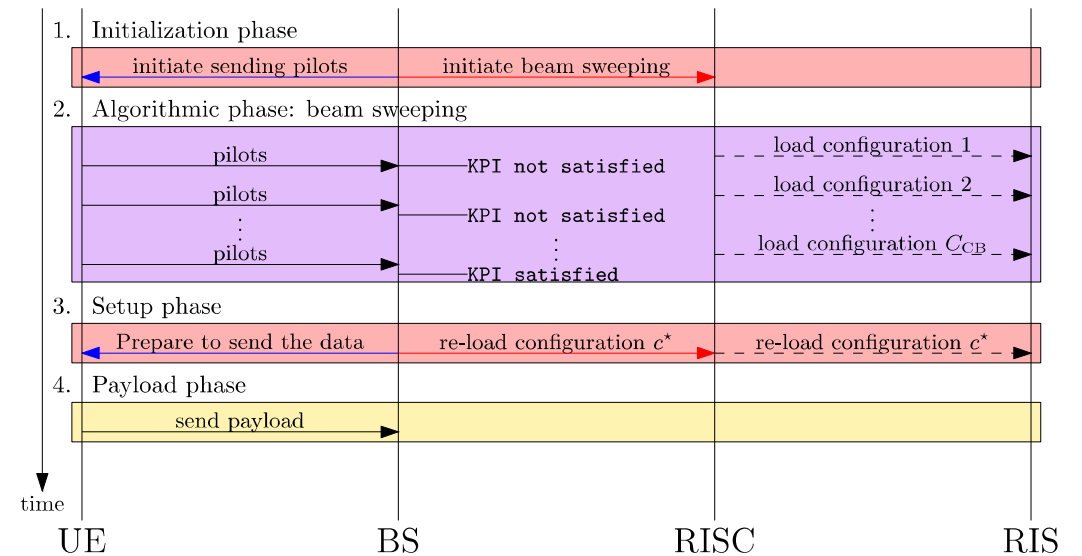 1. Initialization phase
initiate sending pilots
initiate beam sweeping
2. Algorithmic phase: beam sweeping
load configuration 1
pilots
KPI not satisfied
load configuration 2
pilots
KPI not satisfied
⋮ ⋮ ⋮
load configuration C_CB
pilots
KPI satisfied
3. Setup phase
Prepare to send the data
re-load configuration c⋆
re-load configuration c⋆
4. Payload phase
send payload
time
UE BS RISC RIS